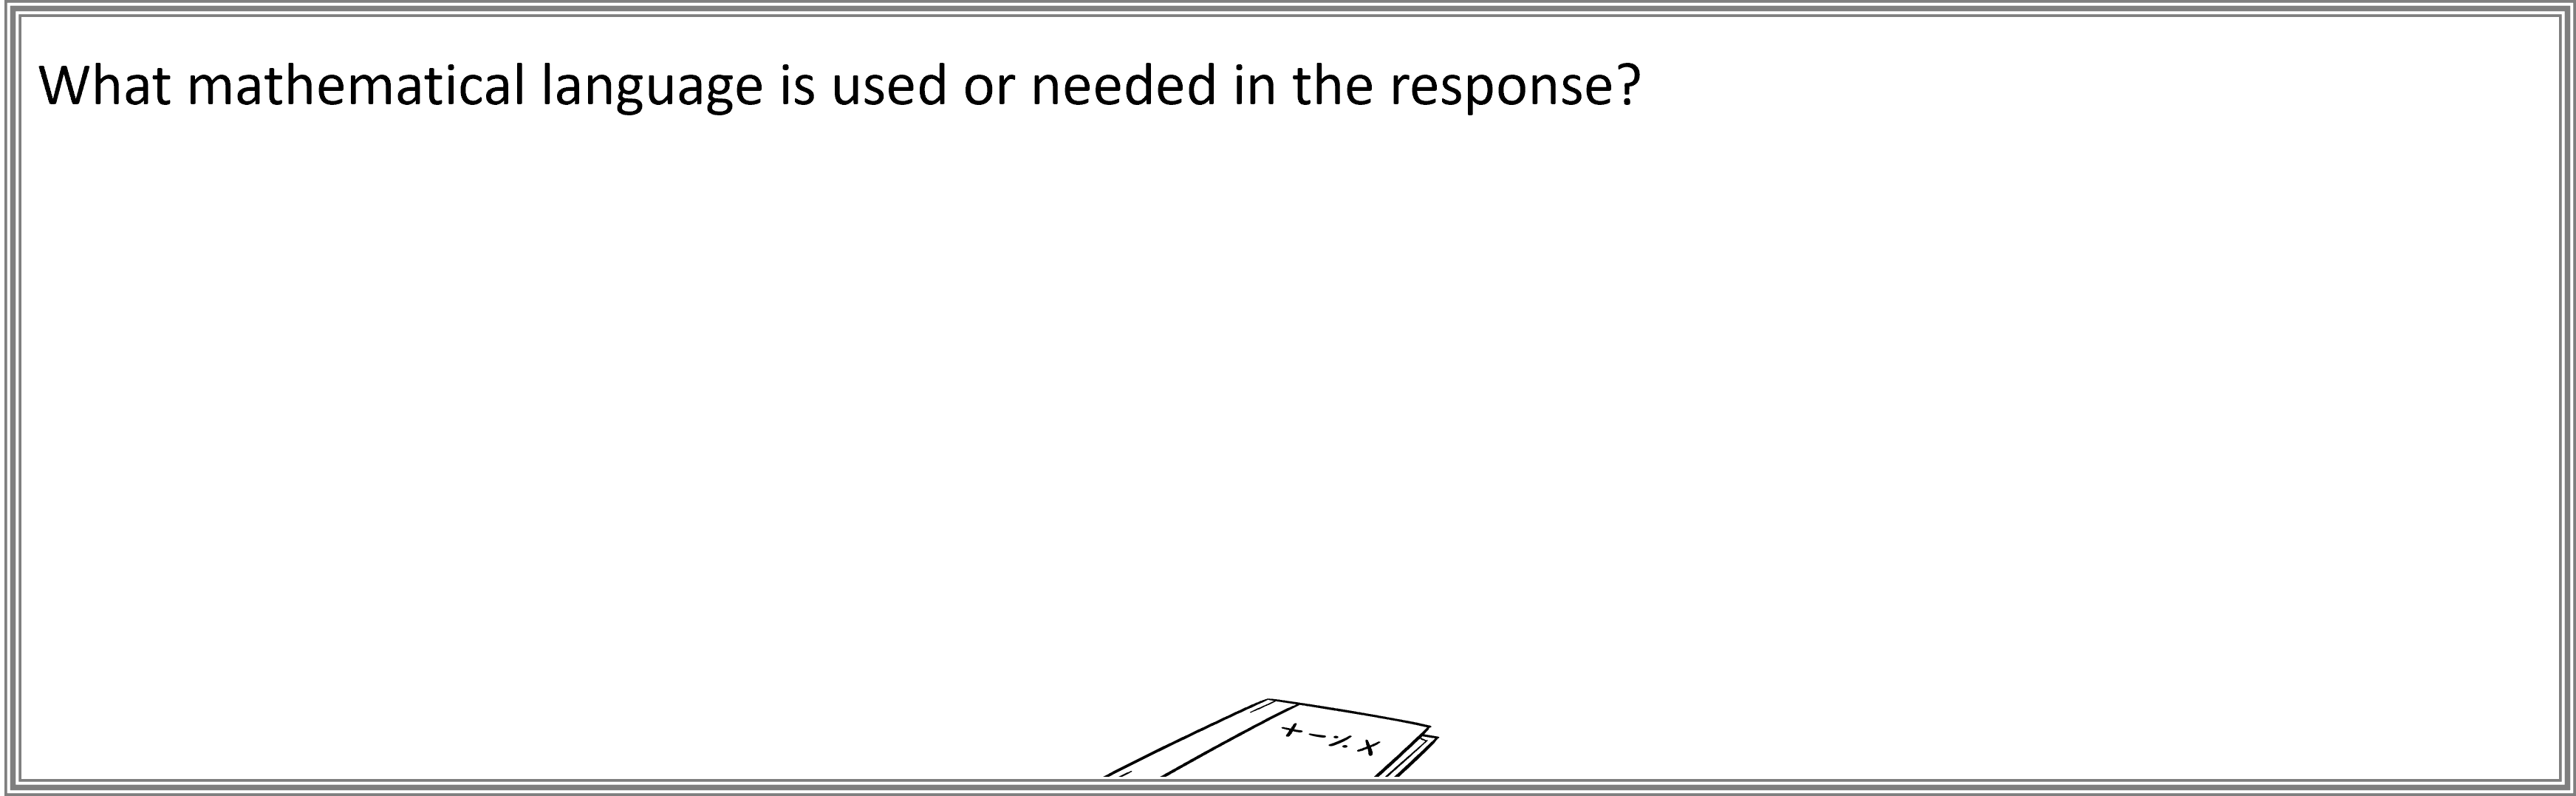 What mathematical language is used or needed in the response?
+ − ÷ ×